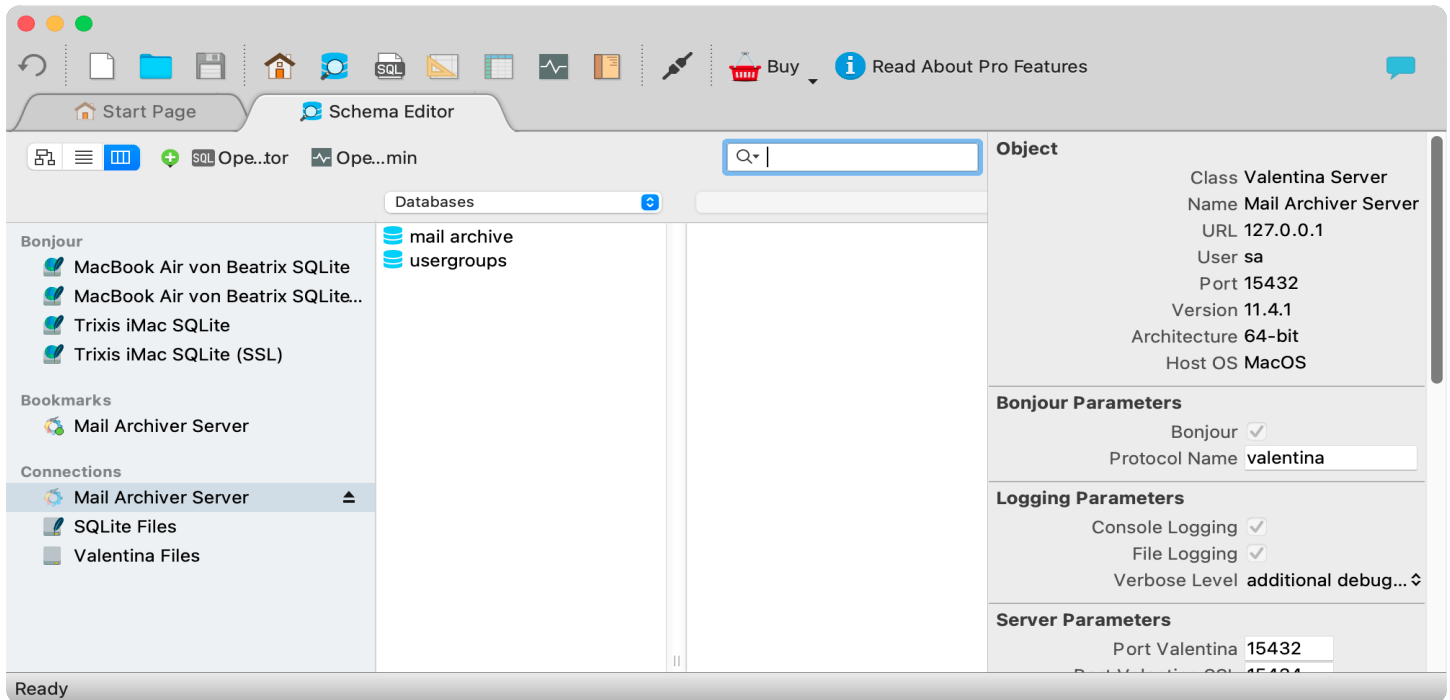 SQL
Buy
Read About Pro Features
Start Page
Schema Editor
SQL Ope...tor
Ope...min
Databases
Bonjour
MacBook Air von Beatrix SQLite
MacBook Air von Beatrix SQLite...
Trixis iMac SQLite
Trixis iMac SQLite (SSL)
Bookmarks
Mail Archiver Server
Connections
Mail Archiver Server
SQLite Files
Valentina Files
mail archive
usergroups
Object
Class Valentina Server
Name Mail Archiver Server
URL 127.0.0.1
User sa
Port 15432
Version 11.4.1
Architecture 64-bit
Host OS MacOS
Bonjour Parameters
Bonjour
Protocol Name valentina
Logging Parameters
Console Logging
File Logging
Verbose Level additional debug...
Server Parameters
Port Valentina 15432
Ready